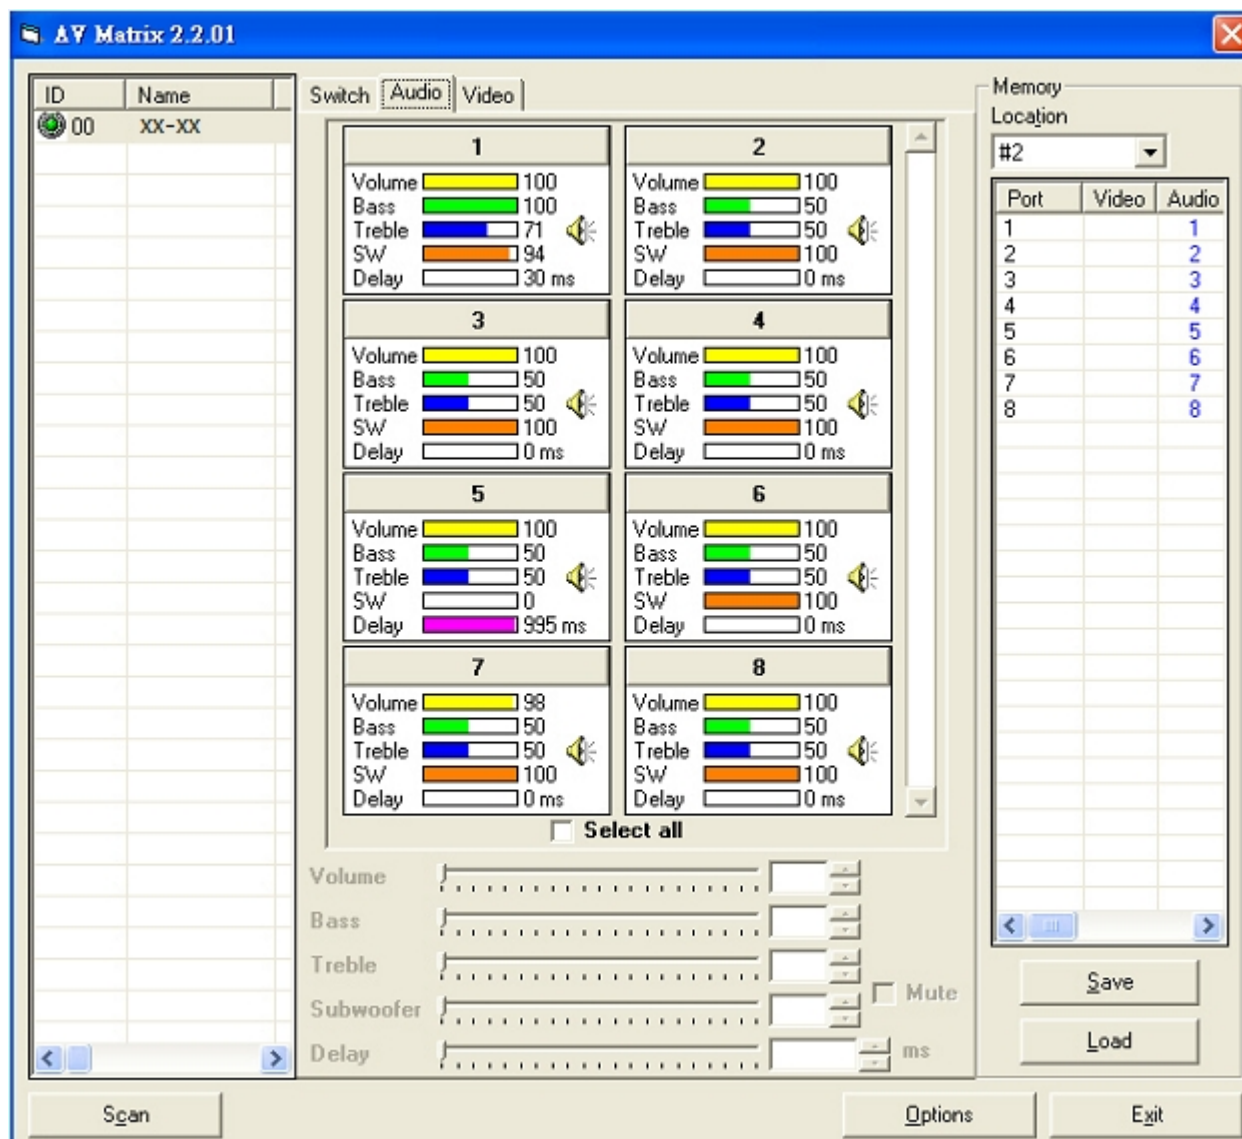 AV Matrix 2.2.01
ID Name
00 XX-XX
Switch Audio Video
1
Volume 100
Bass 100
Treble 71
SW 94
Delay 30 ms
2
Volume 100
Bass 50
Treble 50
SW 100
Delay 0 ms
3
Volume 100
Bass 50
Treble 50
SW 100
Delay 0 ms
4
Volume 100
Bass 50
Treble 50
SW 100
Delay 0 ms
5
Volume 100
Bass 50
Treble 50
SW 0
Delay 995 ms
6
Volume 100
Bass 50
Treble 50
SW 100
Delay 0 ms
7
Volume 98
Bass 50
Treble 50
SW 100
Delay 0 ms
8
Volume 100
Bass 50
Treble 50
SW 100
Delay 0 ms
Select all
Volume
Bass
Treble
Subwoofer
Mute
Delay ms
Memory
Location
#2
Port Video Audio
1 1
2 2
3 3
4 4
5 5
6 6
7 7
8 8
Save
Load
Scan
Options
Exit